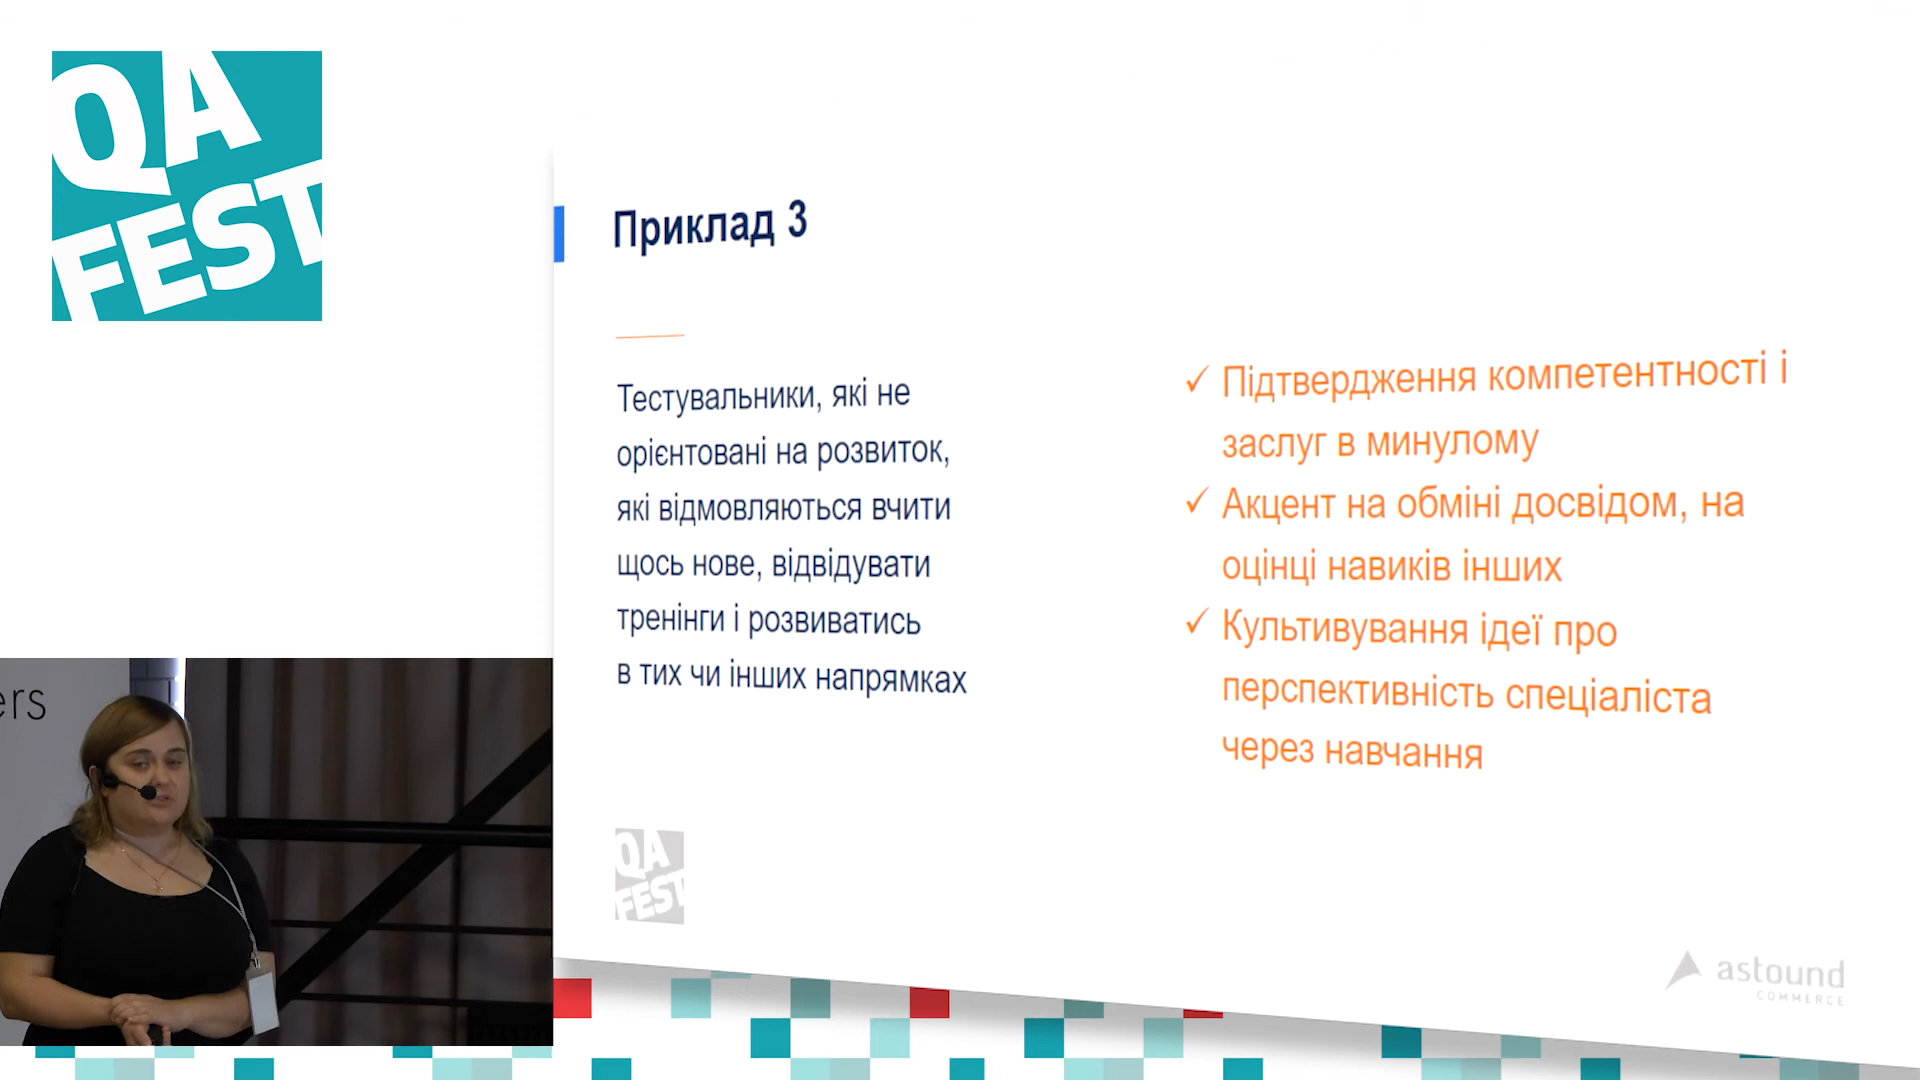 QA
FEST
Приклад 3
Тестувальники, які не
орієнтовані на розвиток,
які відмовляються вчити
щось нове, відвідувати
тренінги і розвиватись
в тих чи інших напрямках
✓ Підтвердження компетентності і
заслуг в минулому
✓ Акцент на обміні досвідом, на
оцінці навиків інших
✓ Культивування ідеї про
перспективність спеціаліста
через навчання
ers
QA
FEST
astound
COMMERCE